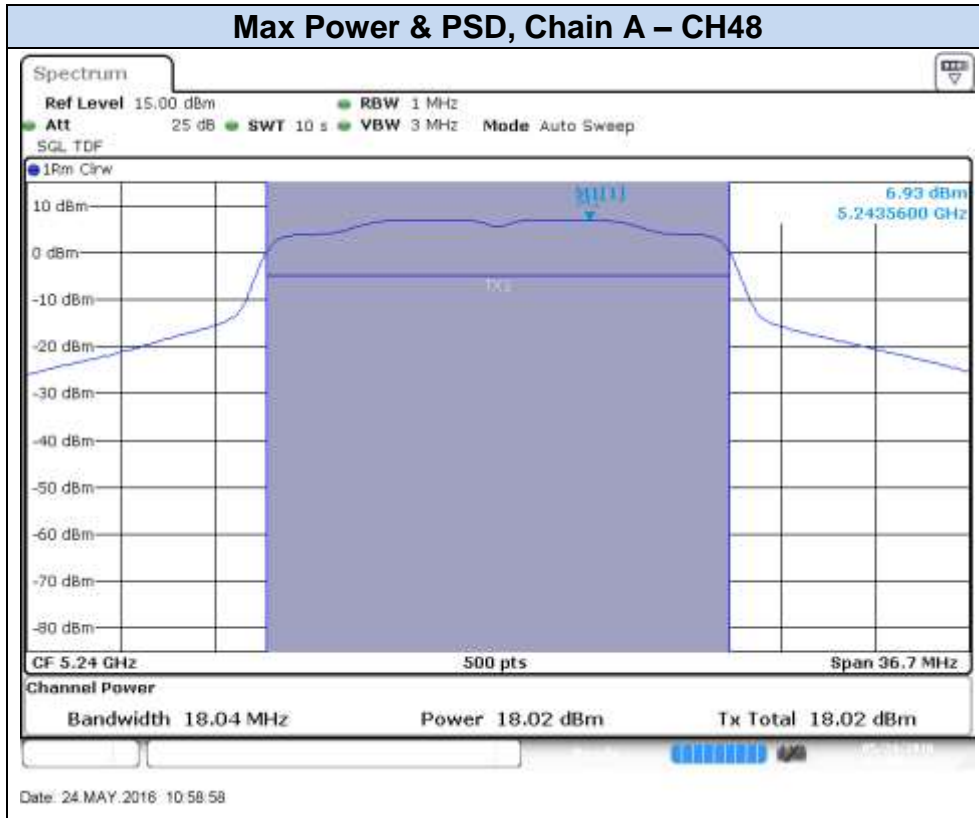 Max Power & PSD, Chain A – CH48
Spectrum
Ref Level 15.00 dBm RBW 1 MHz
Att 25 dB SWT 10 s VBW 3 MHz Mode Auto Sweep
SGL TDF
1Rm Clrw
M1[1] 6.93 dBm
5.2435600 GHz
10 dBm
0 dBm
-10 dBm
TX1
-20 dBm
-30 dBm
-40 dBm
-50 dBm
-60 dBm
-70 dBm
-80 dBm
CF 5.24 GHz 500 pts Span 36.7 MHz
Channel Power
Bandwidth 18.04 MHz Power 18.02 dBm Tx Total 18.02 dBm
Date: 24.MAY.2016 10:58:58